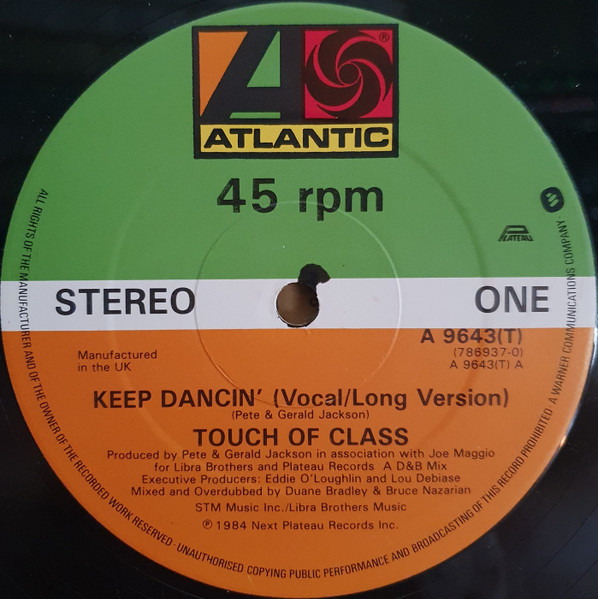 A
®
ATLANTIC
45 rpm
PLATEAU
STEREO
ONE
A 9643(T)
(786937-0)
A 9643(T) A
Manufactured
in the UK
KEEP DANCIN' (Vocal/Long Version)
(Pete & Gerald Jackson)
TOUCH OF CLASS
Produced by Pete & Gerald Jackson in association with Joe Maggio
for Libra Brothers and Plateau Records A D&B Mix
Executive Producers: Eddie O'Loughlin and Lou Debiase
Mixed and Overdubbed by Duane Bradley & Bruce Nazarian
STM Music Inc./Libra Brothers Music
℗ 1984 Next Plateau Records Inc.
ALL RIGHTS OF THE MANUFACTURER AND OF THE OWNER OF THE RECORDED WORK RESERVED · UNAUTHORISED COPYING PUBLIC PERFORMANCE AND BROADCASTING OF THIS RECORD PROHIBITED · A WARNER COMMUNICATIONS COMPANY